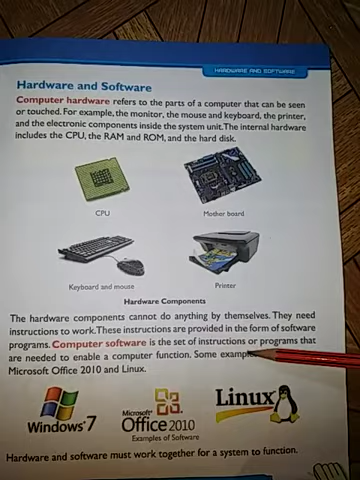 HARDWARE AND SOFTWARE
Hardware and Software
Computer hardware refers to the parts of a computer that can be seen
or touched. For example, the monitor, the mouse and keyboard, the printer,
and the electronic components inside the system unit. The internal hardware
includes the CPU, the RAM and ROM, and the hard disk.
CPU
Mother board
Keyboard and mouse
Printer
Hardware Components
The hardware components cannot do anything by themselves. They need
instructions to work. These instructions are provided in the form of software
programs. Computer software is the set of instructions or programs that
are needed to enable a computer function. Some
Microsoft Office 2010 and Linux.
Windows 7
Microsoft
Office 2010
Linux
Examples of Software
Hardware and software must work together for a system to function.